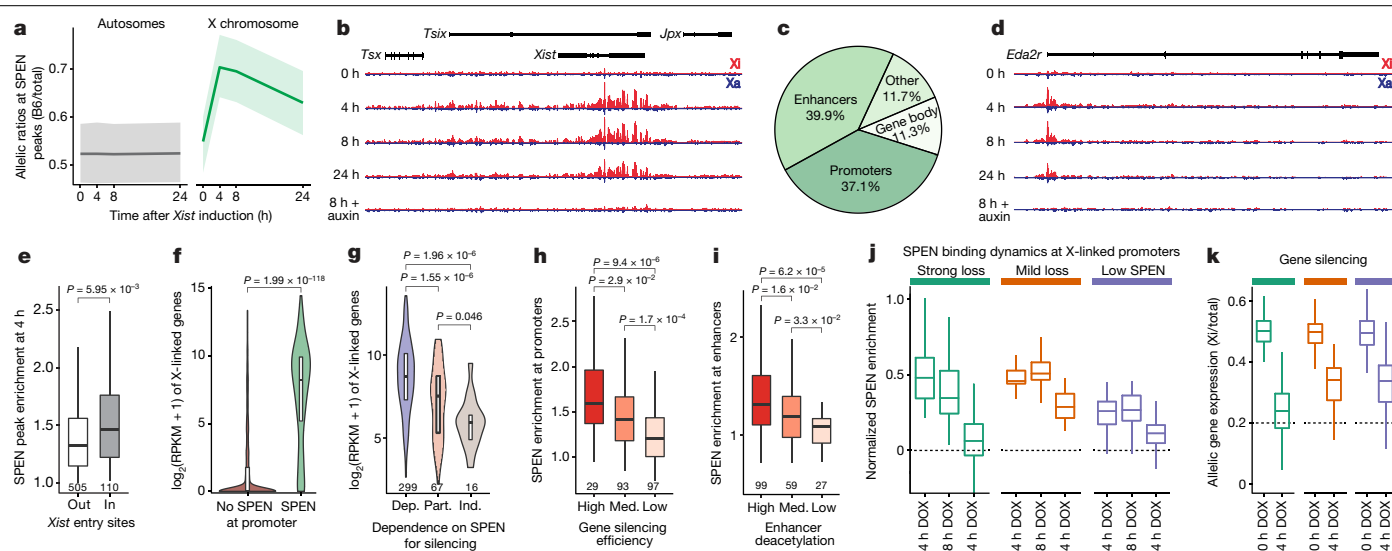 a
Autosomes
X chromosome
Allelic ratios at SPEN
peaks (B6/total)
0.7
0.6
0.5
0 4 8 24 0 4 8 24
Time after Xist induction (h)
b
Tsix
Jpx
Tsx
Xist
Xi
Xa
0 h
4 h
8 h
24 h
8 h +
auxin
c
Other
11.7%
Enhancers
39.9%
Gene body
11.3%
Promoters
37.1%
d
Eda2r
Xi
Xa
0 h
4 h
8 h
24 h
8 h +
auxin
e
P = 5.95 × 10⁻³
SPEN peak enrichment at 4 h
2.5
2.0
1.5
1.0
505 110
Out In
Xist entry sites
f
P = 1.99 × 10⁻¹¹⁸
log₂(RPKM + 1) of X-linked genes
15
10
5
0
No SPEN SPEN
at promoter
g
P = 1.96 × 10⁻⁶
P = 1.55 × 10⁻⁶
P = 0.046
log₂(RPKM + 1) of X-linked genes
10
5
299 67 16
Dep. Part. Ind.
Dependence on SPEN
for silencing
h
P = 9.4 × 10⁻⁶
P = 2.9 × 10⁻²
P = 1.7 × 10⁻⁴
SPEN enrichment at promoters
2.5
2.0
1.5
1.0
29 93 97
High Med. Low
Gene silencing
efficiency
i
P = 6.2 × 10⁻⁵
P = 1.6 × 10⁻²
P = 3.3 × 10⁻²
SPEN enrichment at enhancers
2
1
99 59 27
High Med. Low
Enhancer
deacetylation
j
SPEN binding dynamics at X-linked promoters
Strong loss
Mild loss
Low SPEN
Normalized SPEN enrichment
1.0
0.5
0
4 h DOX
8 h DOX
4 h DOX
4 h DOX
8 h DOX
4 h DOX
4 h DOX
8 h DOX
4 h DOX
k
Gene silencing
Allelic gene expression (Xi/total)
0.6
0.4
0.2
0
0 h DOX
4 h DOX
0 h DOX
4 h DOX
0 h DOX
4 h DOX